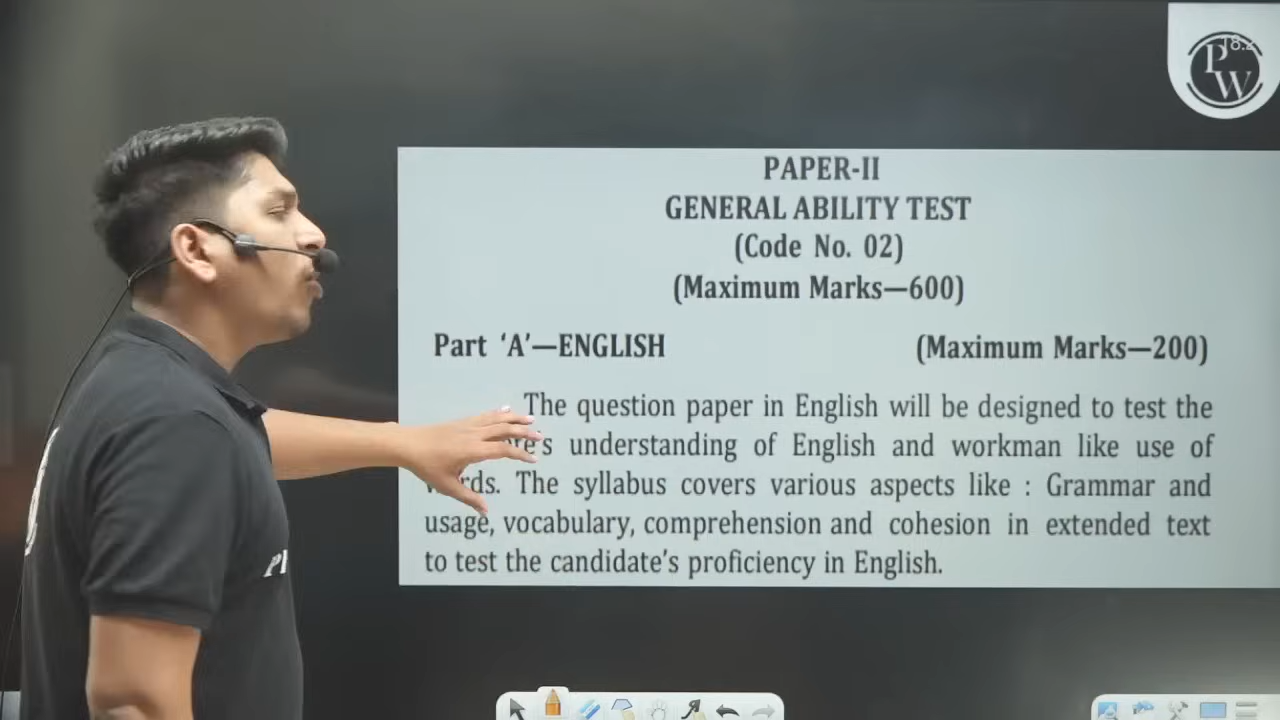 PAPER-II
GENERAL ABILITY TEST
(Code No. 02)
(Maximum Marks—600)
Part ‘A’—ENGLISH (Maximum Marks—200)
The question paper in English will be designed to test the
understanding of English and workman like use of
The syllabus covers various aspects like : Grammar and
usage, vocabulary, comprehension and cohesion in extended text
to test the candidate’s proficiency in English.
PW